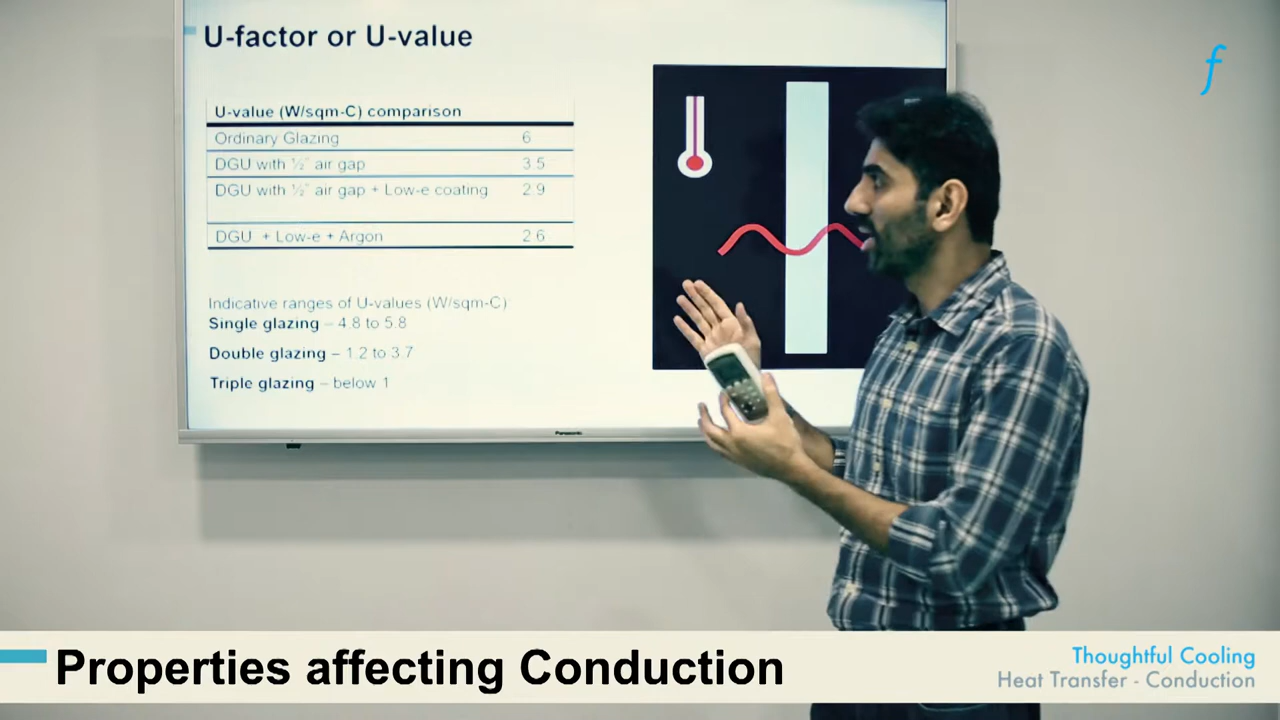 U-factor or U-value
U-value (W/sqm-C) comparison
Ordinary Glazing 6
DGU with ½" air gap 3.5
DGU with ½" air gap + Low-e coating 2.9
DGU + Low-e + Argon 2.6
Indicative ranges of U-values (W/sqm-C)
Single glazing – 4.8 to 5.8
Double glazing – 1.2 to 3.7
Triple glazing – below 1
Panasonic
f
Properties affecting Conduction
Thoughtful Cooling
Heat Transfer - Conduction